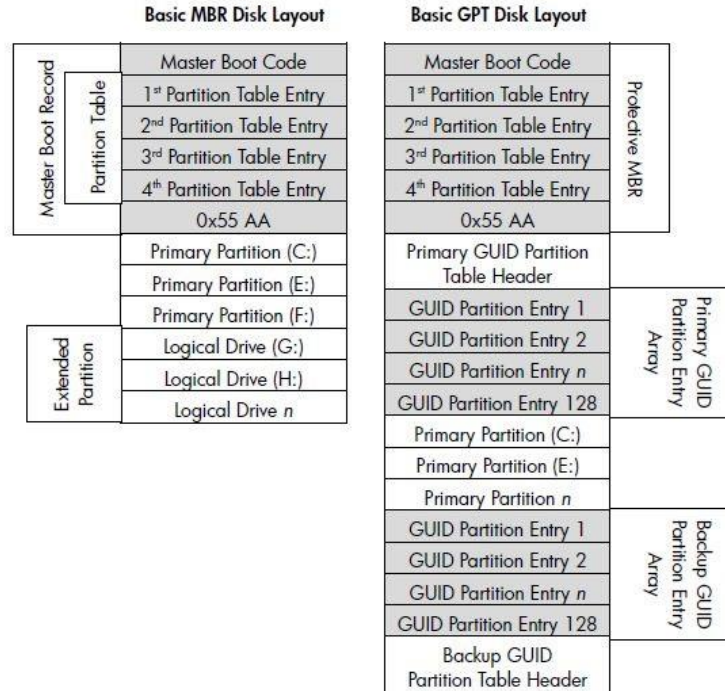 Basic MBR Disk Layout
Master Boot Record
Partition Table
Master Boot Code
1st Partition Table Entry
2nd Partition Table Entry
3rd Partition Table Entry
4th Partition Table Entry
0x55 AA
Primary Partition (C:)
Primary Partition (E:)
Primary Partition (F:)
Extended
Partition
Logical Drive (G:)
Logical Drive (H:)
Logical Drive n
Basic GPT Disk Layout
Master Boot Code
1st Partition Table Entry
2nd Partition Table Entry
3rd Partition Table Entry
4th Partition Table Entry
0x55 AA
Protective MBR
Primary GUID Partition
Table Header
GUID Partition Entry 1
GUID Partition Entry 2
GUID Partition Entry n
GUID Partition Entry 128
Primary GUID
Partition Entry
Array
Primary Partition (C:)
Primary Partition (E:)
Primary Partition n
GUID Partition Entry 1
GUID Partition Entry 2
GUID Partition Entry n
GUID Partition Entry 128
Backup GUID
Partition Entry
Array
Backup GUID
Partition Table Header